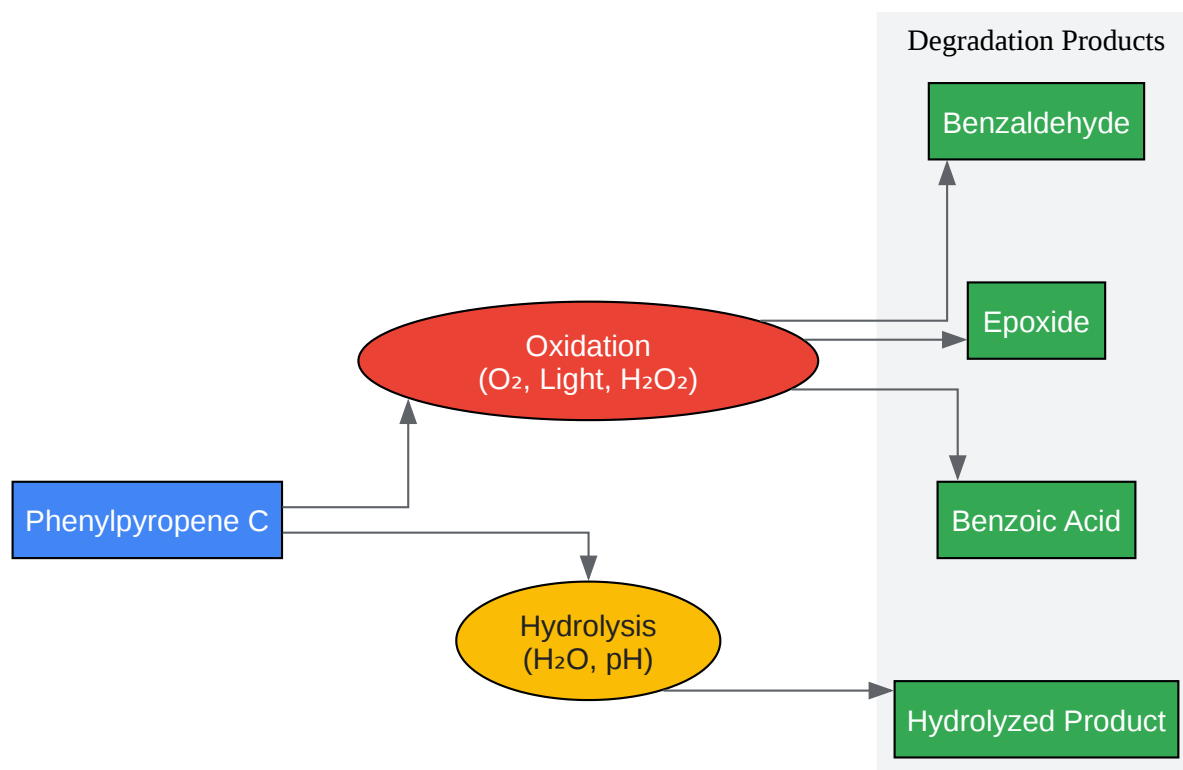 Degradation Products
Benzaldehyde
Epoxide
Oxidation
(O₂, Light, H₂O₂)
Phenylpyropene C
Benzoic Acid
Hydrolysis
(H₂O, pH)
Hydrolyzed Product